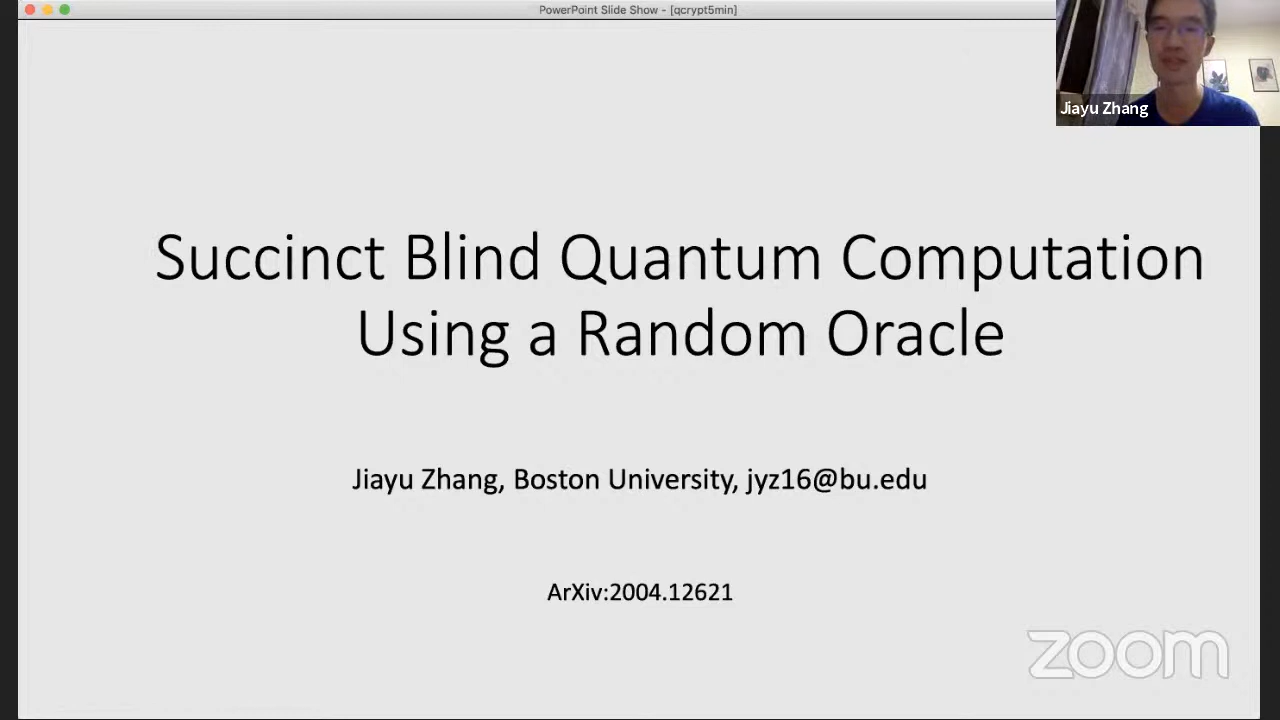 PowerPoint Slide Show - [qcrypt5min]
Jiayu Zhang
Succinct Blind Quantum Computation
Using a Random Oracle
Jiayu Zhang, Boston University, jyz16@bu.edu
ArXiv:2004.12621
zoom